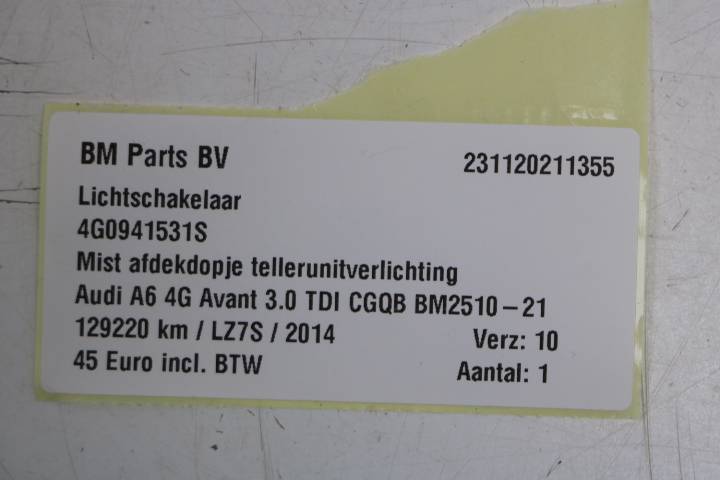 BM Parts BV 231120211355
Lichtschakelaar
4G0941531S
Mist afdekdopje tellerunitverlichting
Audi A6 4G Avant 3.0 TDI CGQB BM2510-21
129220 km / LZ7S / 2014 Verz: 10
45 Euro incl. BTW Aantal: 1